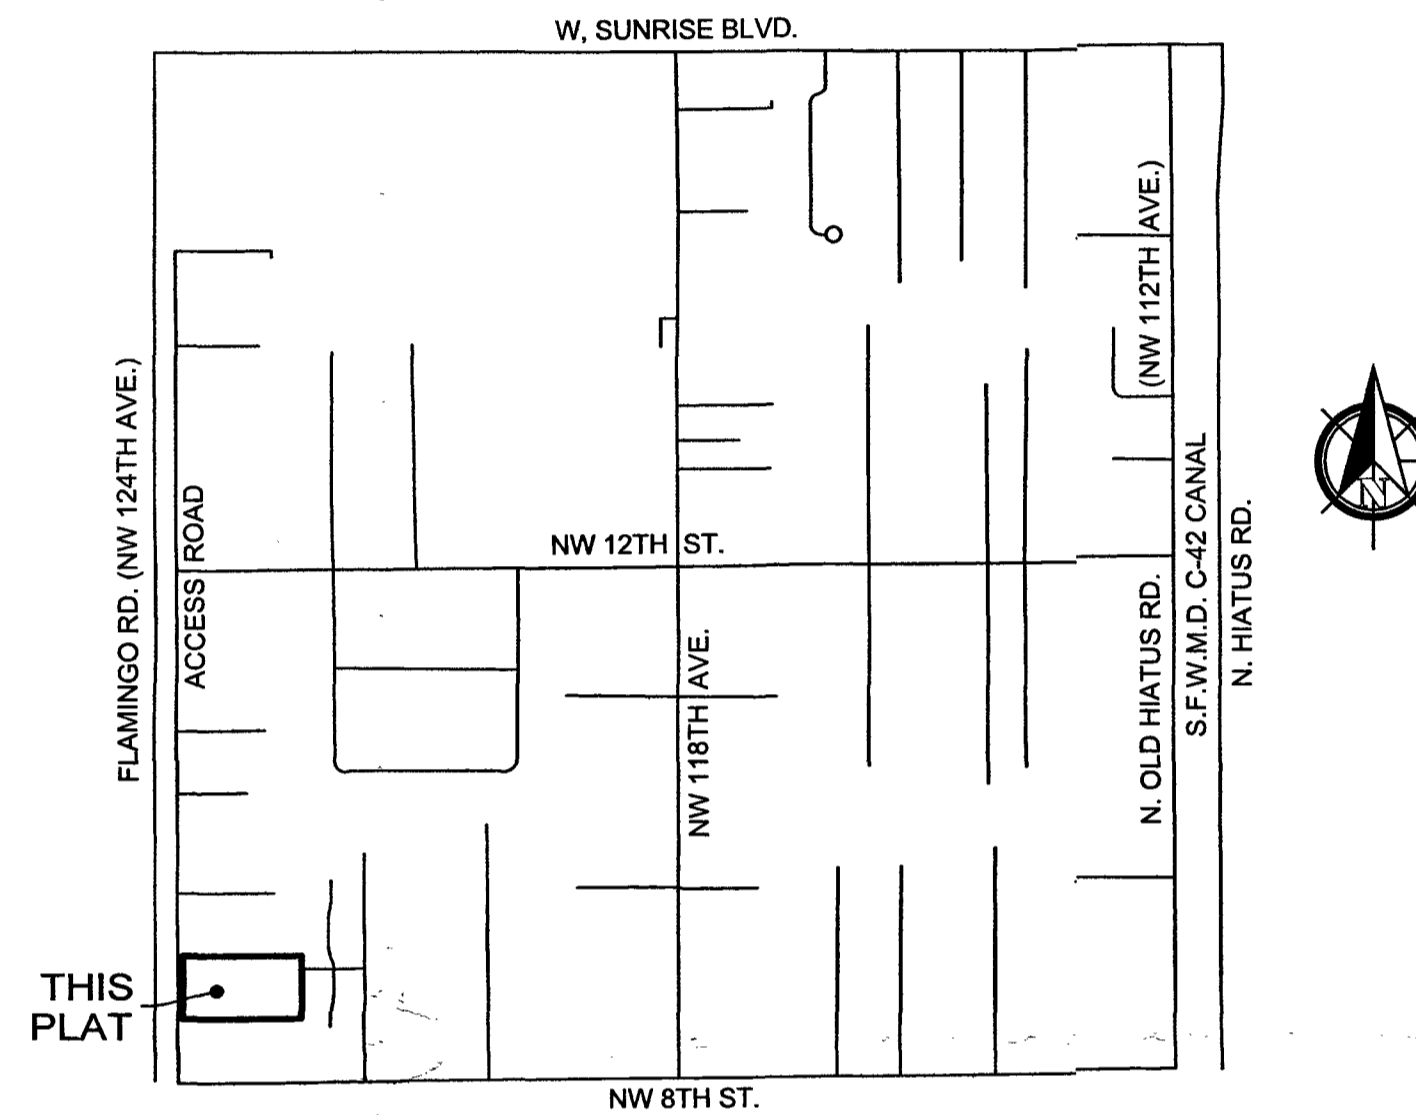 W, SUNRISE BLVD.
(NW 112TH AVE.)
FLAMINGO RD. (NW 124TH AVE.)
ACCESS ROAD
NW 12TH ST.
N
S.F.W.M.D. C-42 CANAL
N. HIATUS RD.
N. OLD HIATUS RD.
NW 118TH AVE.
THIS
PLAT
NW 8TH ST.